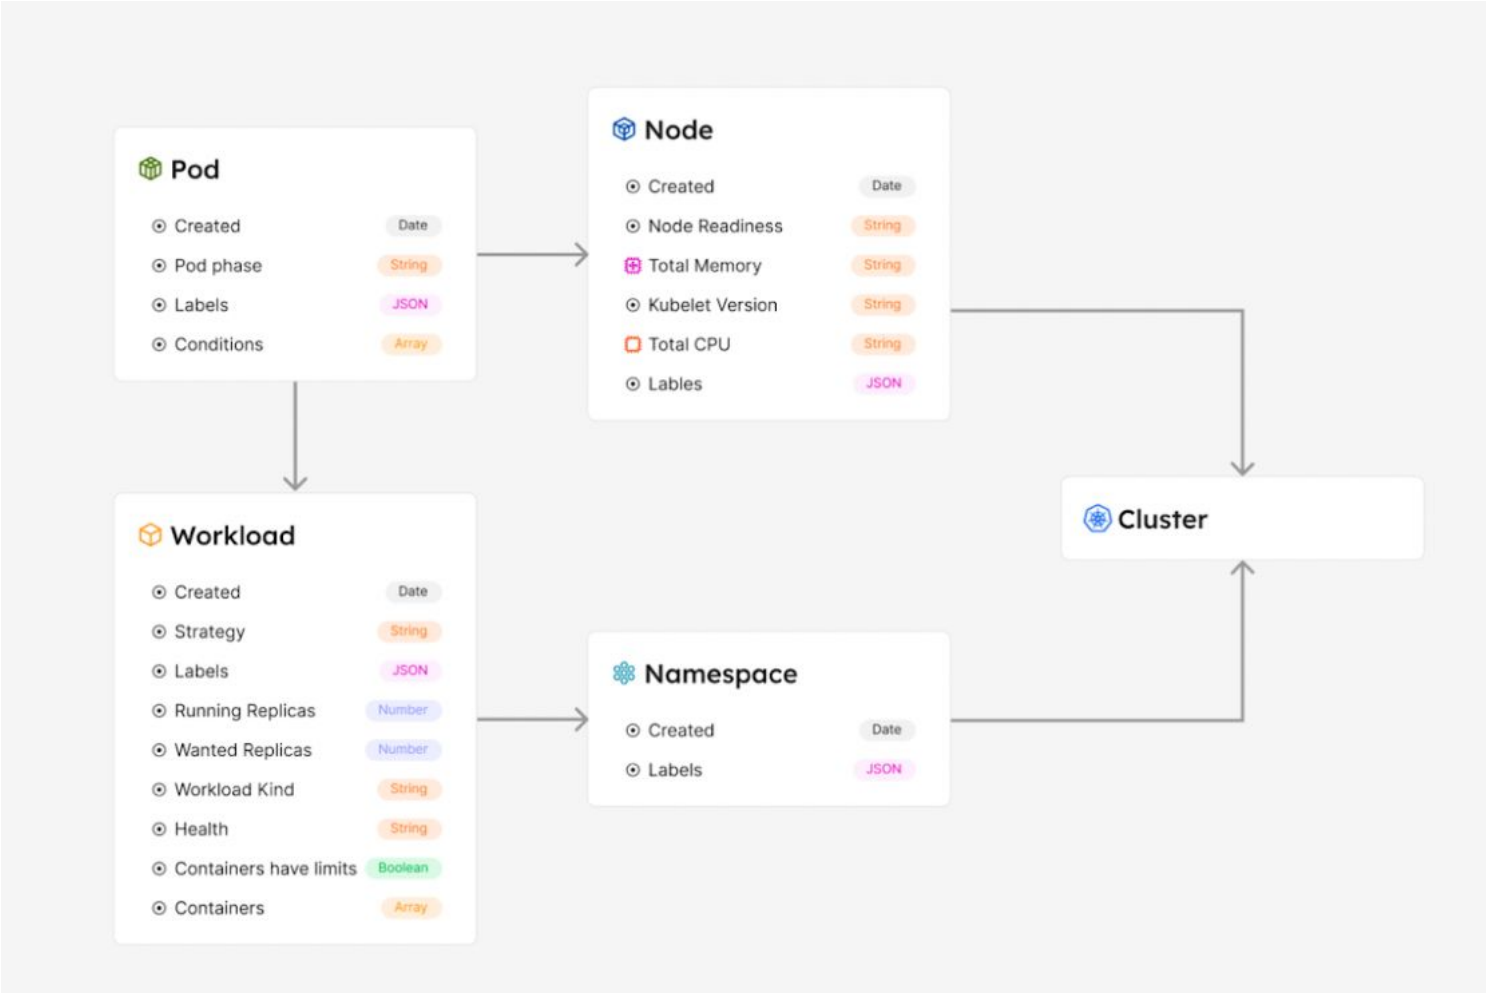 Pod
Created Date
Pod phase String
Labels JSON
Conditions Array
Node
Created Date
Node Readiness String
Total Memory String
Kubelet Version String
Total CPU String
Lables JSON
Workload
Created Date
Strategy String
Labels JSON
Running Replicas Number
Wanted Replicas Number
Workload Kind String
Health String
Containers have limits Boolean
Containers Array
Namespace
Created Date
Labels JSON
Cluster